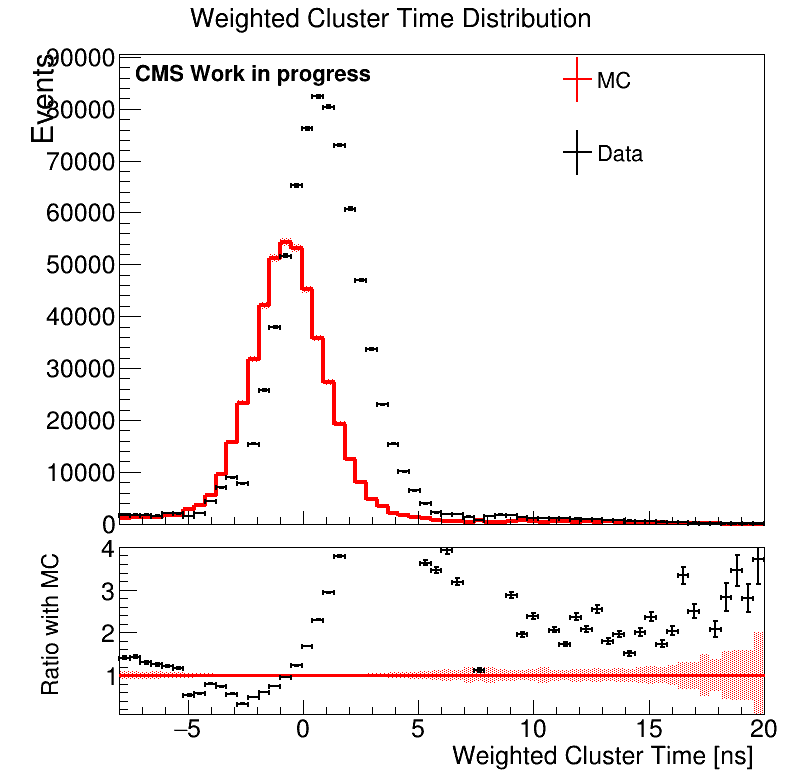 Weighted Cluster Time Distribution
Events
90000
80000
70000
60000
50000
40000
30000
20000
10000
0
CMS Work in progress
MC
Data
Ratio with MC
4
3
2
1
−5 0 5 10 15 20
Weighted Cluster Time [ns]